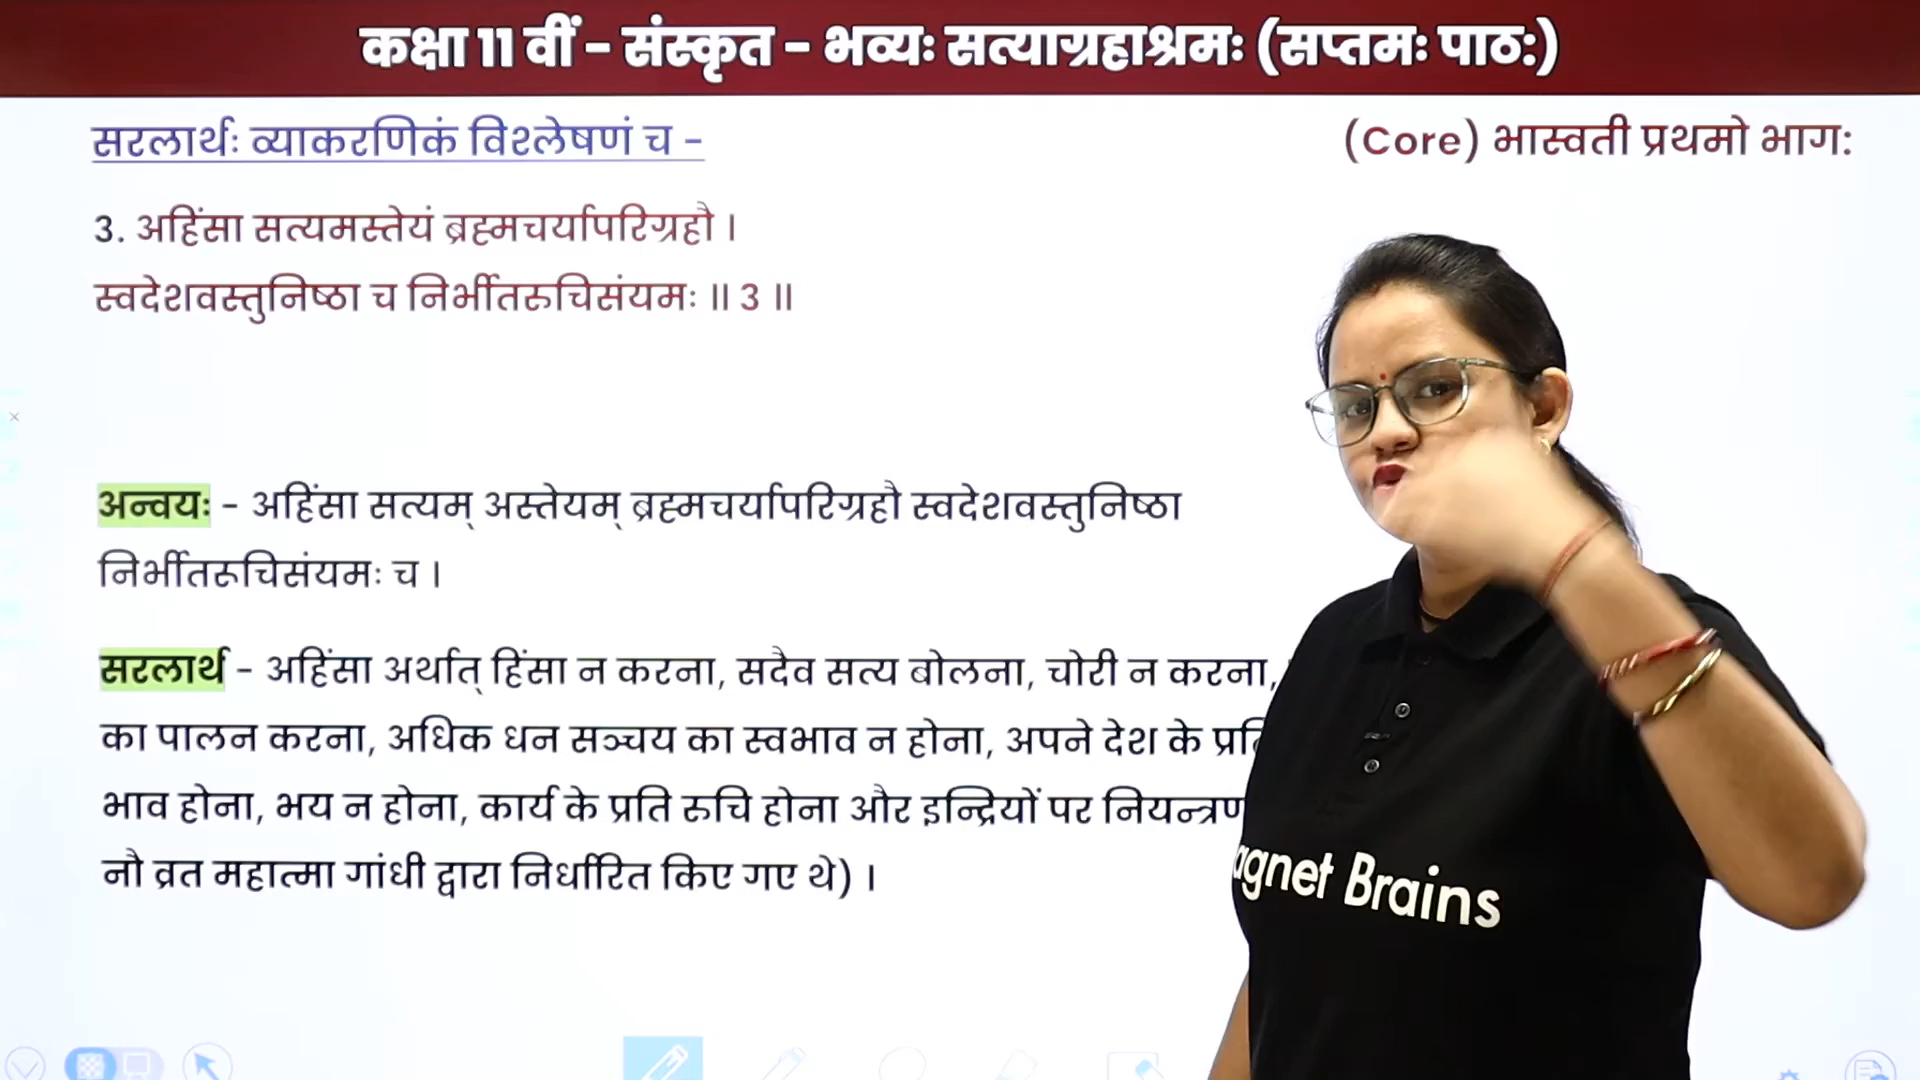 कक्षा 11 वीं – संस्कृत – भव्यः सत्याग्रहाश्रमः (सप्तमः पाठः)
सरलार्थः व्याकरणिकं विश्लेषणं च –
(Core) भास्वती प्रथमो भागः
3. अहिंसा सत्यमस्तेयं ब्रह्मचर्यापरिग्रहौ ।
स्वदेशवस्तुनिष्ठा च निर्भीतरुचिसंयमः ॥ 3 ॥
अन्वयः – अहिंसा सत्यम् अस्तेयम् ब्रह्मचर्यापरिग्रहौ स्वदेशवस्तुनिष्ठा
निर्भीतरूचिसंयमः च ।
सरलार्थ – अहिंसा अर्थात् हिंसा न करना, सदैव सत्य बोलना, चोरी न करना,
का पालन करना, अधिक धन सञ्चय का स्वभाव न होना, अपने देश के
भाव होना, भय न होना, कार्य के प्रति रुचि होना और इन्द्रियों पर नियन्त्रण
नौ व्रत महात्मा गांधी द्वारा निर्धारित किए गए थे) ।
agnet Brains